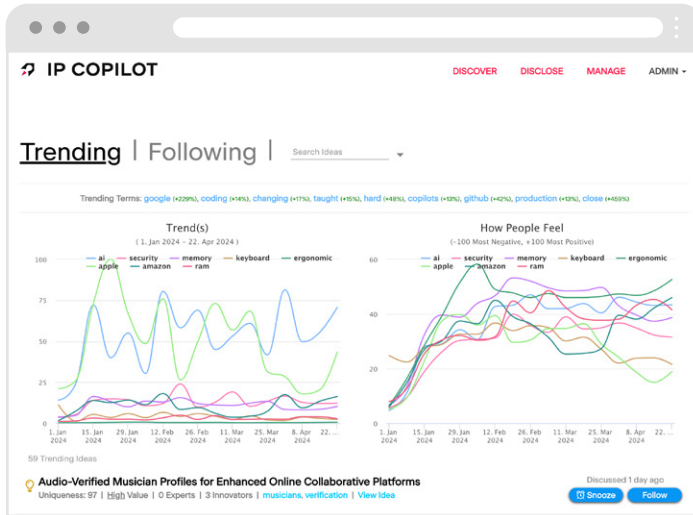 IP COPILOT
DISCOVER DISCLOSE MANAGE ADMIN
Trending | Following | Search Ideas
Trending Terms: google (+229%), coding (+14%), changing (+17%), taught (+15%), hard (+48%), copilots (+13%), github (+42%), production (+13%), close (+459%)
Trend(s)
( 1. Jan 2024 – 22. Apr 2024 )
ai security memory keyboard ergonomic
apple amazon ram
100
75
50
25
0
1. Jan 2024 15. Jan 2024 29. Jan 2024 12. Feb 2024 26. Feb 2024 11. Mar 2024 25. Mar 2024 8. Apr 2024 22. ...
How People Feel
(-100 Most Negative, +100 Most Positive)
ai security memory keyboard ergonomic
apple amazon ram
60
40
20
0
1. Jan 2024 15. Jan 2024 29. Jan 2024 12. Feb 2024 26. Feb 2024 11. Mar 2024 25. Mar 2024 8. Apr 2024 22. ...
59 Trending Ideas
Audio-Verified Musician Profiles for Enhanced Online Collaborative Platforms
Uniqueness: 97 | High Value | 0 Experts | 3 Innovators | musicians, verification | View Idea
Discussed 1 day ago
Snooze Follow